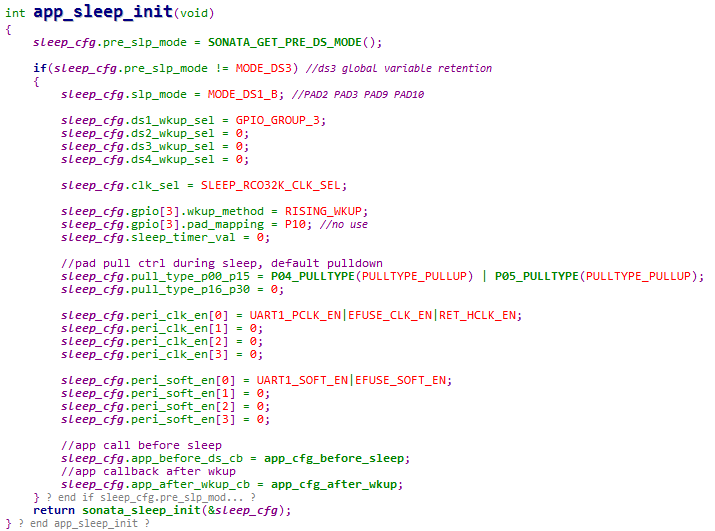 int app_sleep_init(void)
{
    sleep_cfg.pre_slp_mode = SONATA_GET_PRE_DS_MODE();

    if(sleep_cfg.pre_slp_mode != MODE_DS3) //ds3 global variable retention
    {
        sleep_cfg.slp_mode = MODE_DS1_B; //PAD2 PAD3 PAD9 PAD10

        sleep_cfg.ds1_wkup_sel = GPIO_GROUP_3;
        sleep_cfg.ds2_wkup_sel = 0;
        sleep_cfg.ds3_wkup_sel = 0;
        sleep_cfg.ds4_wkup_sel = 0;

        sleep_cfg.clk_sel = SLEEP_RCO32K_CLK_SEL;

        sleep_cfg.gpio[3].wkup_method = RISING_WKUP;
        sleep_cfg.gpio[3].pad_mapping = P10; //no use
        sleep_cfg.sleep_timer_val = 0;

        //pad pull ctrl during sleep, default pulldown
        sleep_cfg.pull_type_p00_p15 = P04_PULLTYPE(PULLTYPE_PULLUP) | P05_PULLTYPE(PULLTYPE_PULLUP);
        sleep_cfg.pull_type_p16_p30 = 0;

        sleep_cfg.peri_clk_en[0] = UART1_PCLK_EN|EFUSE_CLK_EN|RET_HCLK_EN;
        sleep_cfg.peri_clk_en[1] = 0;
        sleep_cfg.peri_clk_en[2] = 0;
        sleep_cfg.peri_clk_en[3] = 0;

        sleep_cfg.peri_soft_en[0] = UART1_SOFT_EN|EFUSE_SOFT_EN;
        sleep_cfg.peri_soft_en[1] = 0;
        sleep_cfg.peri_soft_en[2] = 0;
        sleep_cfg.peri_soft_en[3] = 0;

        //app call before sleep
        sleep_cfg.app_before_ds_cb = app_cfg_before_sleep;
        //app callback after wkup
        sleep_cfg.app_after_wkup_cb = app_cfg_after_wkup;
    } ? end if sleep_cfg.pre_slp_mod... ?
    return sonata_sleep_init(&sleep_cfg);
} ? end app_sleep_init ?